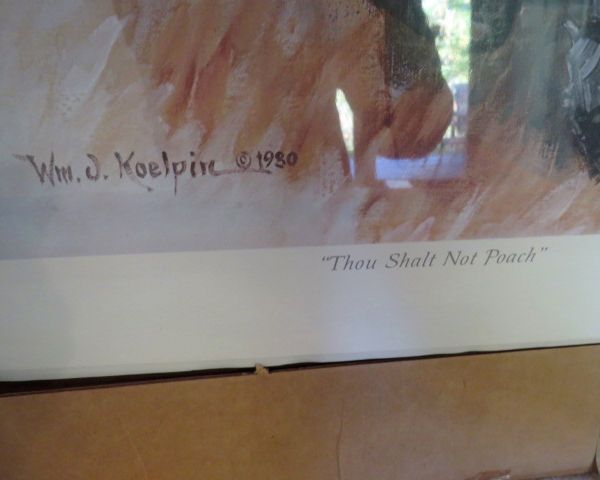 Wm. J. Koelpin © 1980
"Thou Shalt Not Poach"